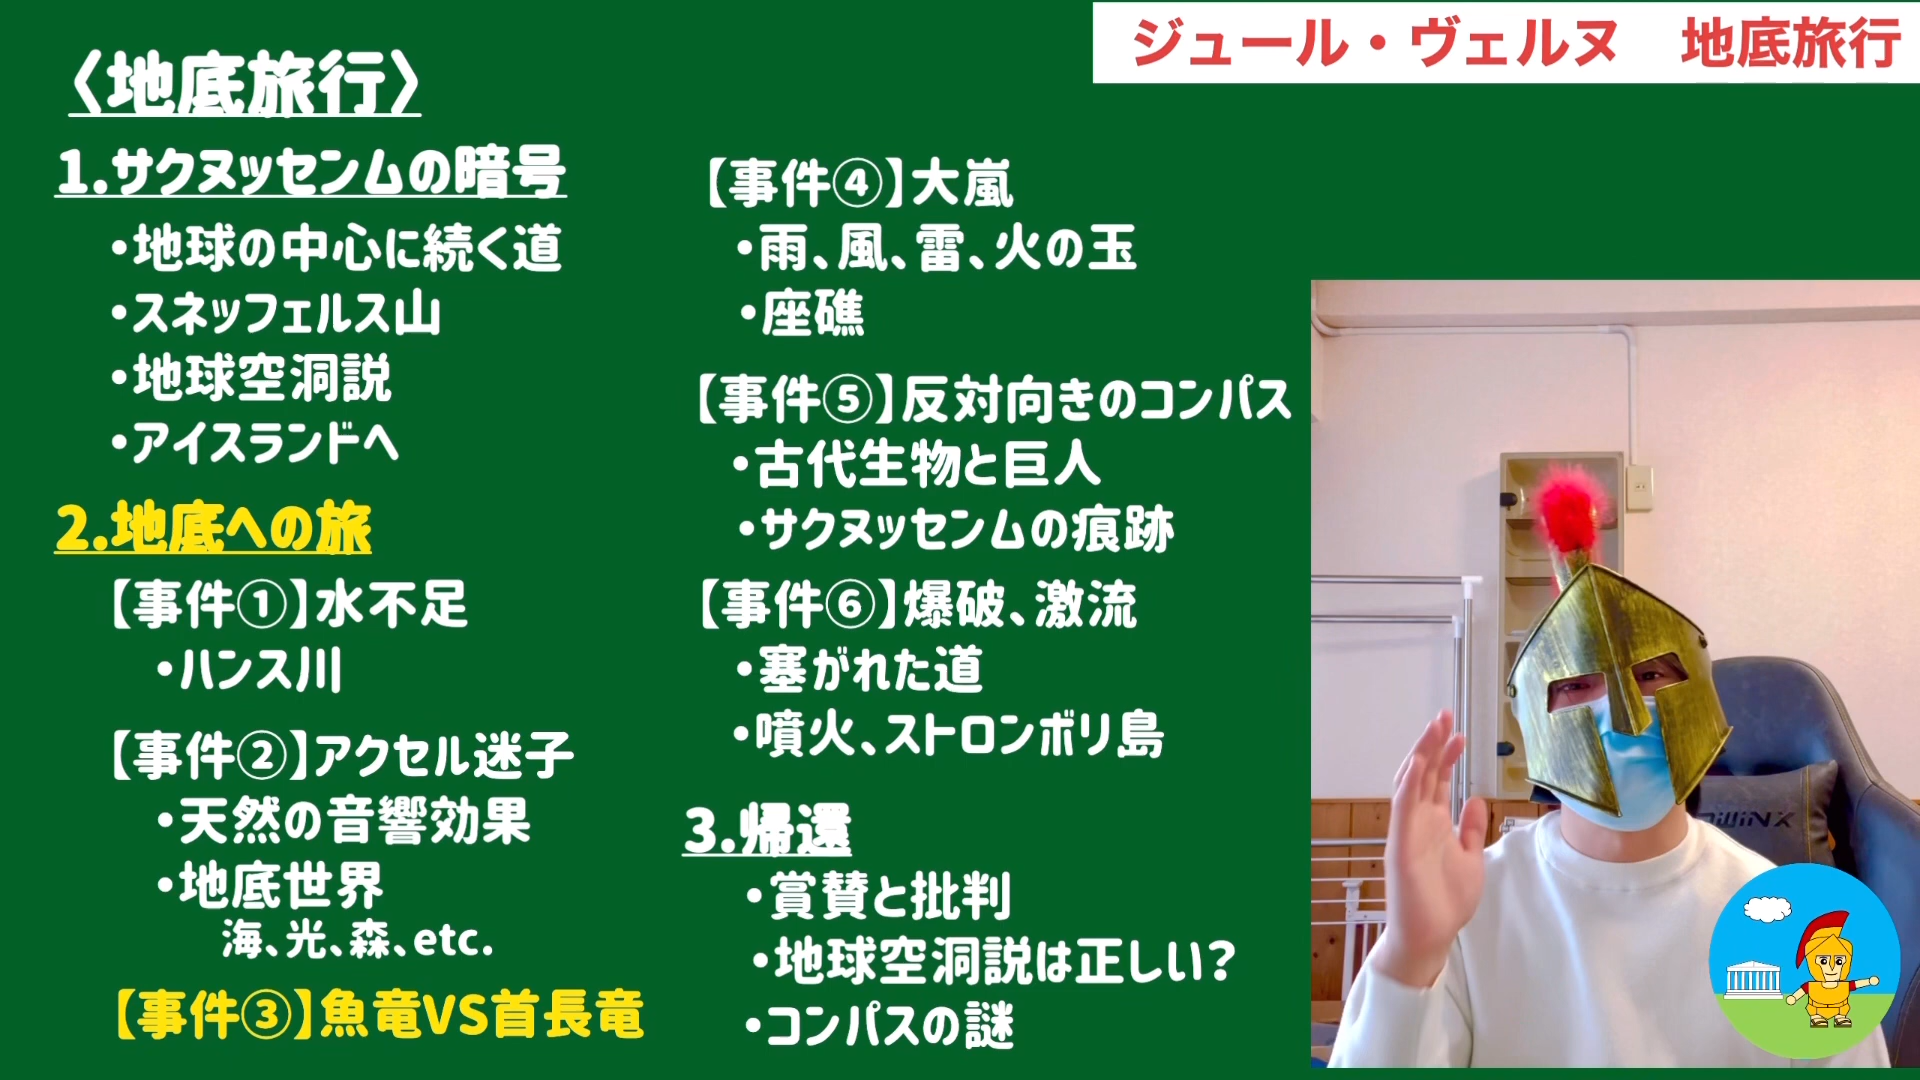 ジュール・ヴェルヌ　地底旅行
〈地底旅行〉
1.サクヌッセンムの暗号
・地球の中心に続く道
・スネッフェルス山
・地球空洞説
・アイスランドへ
2.地底への旅
【事件①】水不足
・ハンス川
【事件②】アクセル迷子
・天然の音響効果
・地底世界
海、光、森、etc.
【事件③】魚竜VS首長竜
【事件④】大嵐
・雨、風、雷、火の玉
・座礁
【事件⑤】反対向きのコンパス
・古代生物と巨人
・サクヌッセンムの痕跡
【事件⑥】爆破、激流
・塞がれた道
・噴火、ストロンボリ島
3.帰還
・賞賛と批判
・地球空洞説は正しい?
・コンパスの謎